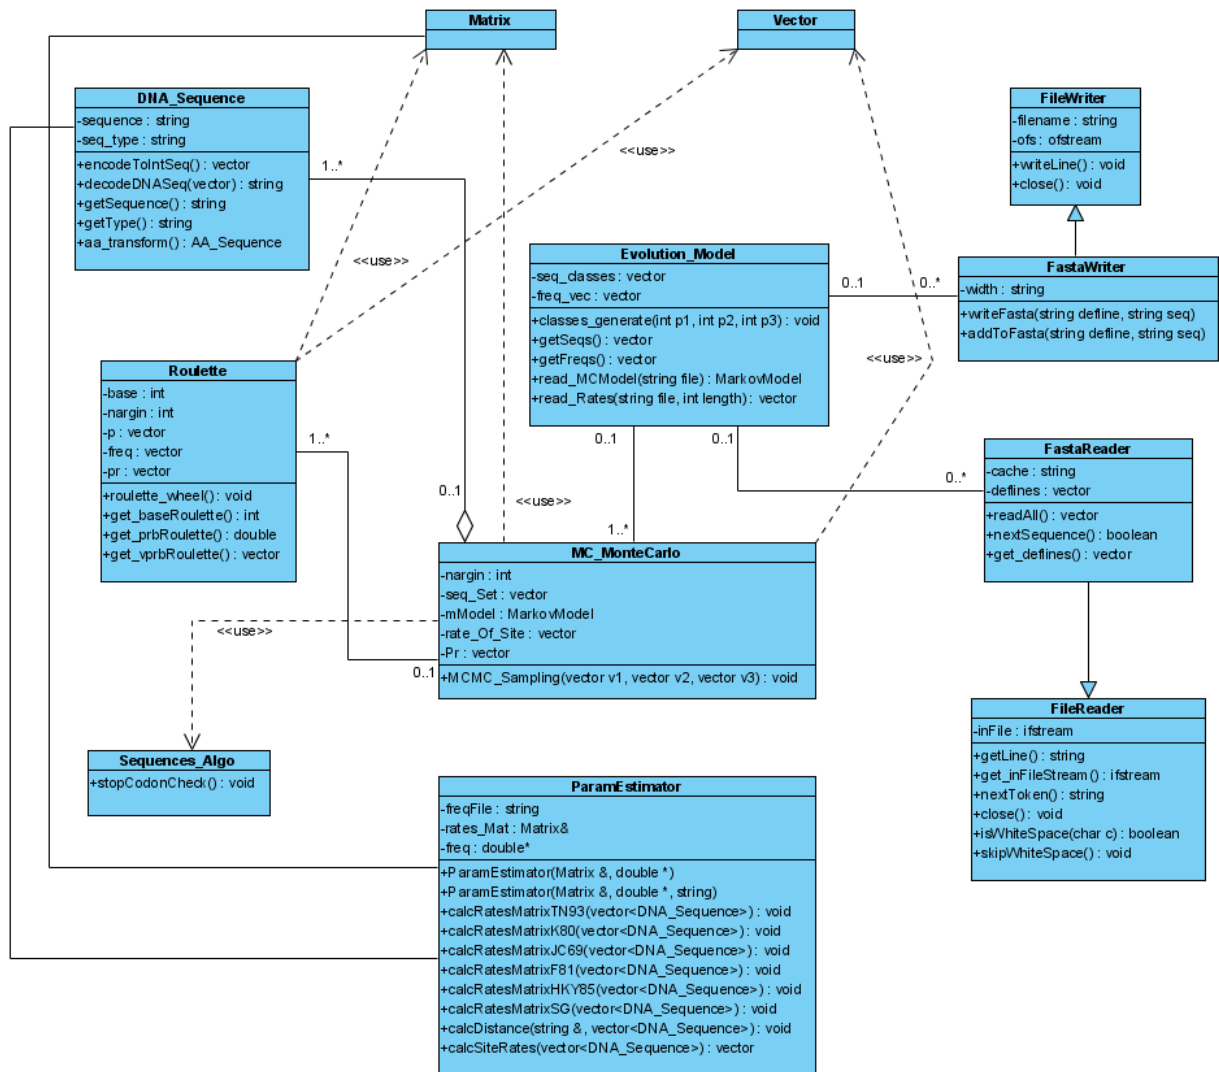 Matrix
Vector
DNA_Sequence
-sequence : string
-seq_type : string
+encodeToIntSeq() : vector
+decodeDNASeq(vector) : string
+getSequence() : string
+getType() : string
+aa_transform() : AA_Sequence
1..*
<<use>>
<<use>>
FileWriter
-filename : string
-ofs : ofstream
+writeLine() : void
+close() : void
Evolution_Model
-seq_classes : vector
-freq_vec : vector
+classes_generate(int p1, int p2, int p3) : void
+getSeqs() : vector
+getFreqs() : vector
+read_MCModel(string file) : MarkovModel
+read_Rates(string file, int length) : vector
0..1
0..*
FastaWriter
-width : string
+writeFasta(string defline, string seq)
+addToFasta(string defline, string seq)
<<use>>
Roulette
-base : int
-nargin : int
-p : vector
-freq : vector
-pr : vector
+roulette_wheel() : void
+get_baseRoulette() : int
+get_prbRoulette() : double
+get_vprbRoulette() : vector
1..*
0..1
0..1
0..1
<<use>>
1..*
0..*
FastaReader
-cache : string
-deflines : vector
+readAll() : vector
+nextSequence() : boolean
+get_deflines() : vector
MC_MonteCarlo
-nargin : int
-seq_Set : vector
-mModel : MarkovModel
-rate_Of_Site : vector
-Pr : vector
+MCMC_Sampling(vector v1, vector v2, vector v3) : void
<<use>>
0..1
Sequences_Algo
+stopCodonCheck() : void
FileReader
-inFile : ifstream
+getLine() : string
+get_inFileStream() : ifstream
+nextToken() : string
+close() : void
+isWhiteSpace(char c) : boolean
+skipWhiteSpace() : void
ParamEstimator
-freqFile : string
-rates_Mat : Matrix&
-freq : double*
+ParamEstimator(Matrix &, double *)
+ParamEstimator(Matrix &, double *, string)
+calcRatesMatrixTN93(vector<DNA_Sequence>) : void
+calcRatesMatrixK80(vector<DNA_Sequence>) : void
+calcRatesMatrixJC69(vector<DNA_Sequence>) : void
+calcRatesMatrixF81(vector<DNA_Sequence>) : void
+calcRatesMatrixHKY85(vector<DNA_Sequence>) : void
+calcRatesMatrixSG(vector<DNA_Sequence>) : void
+calcDistance(string &, vector<DNA_Sequence>) : void
+calcSiteRates(vector<DNA_Sequence>) : vector